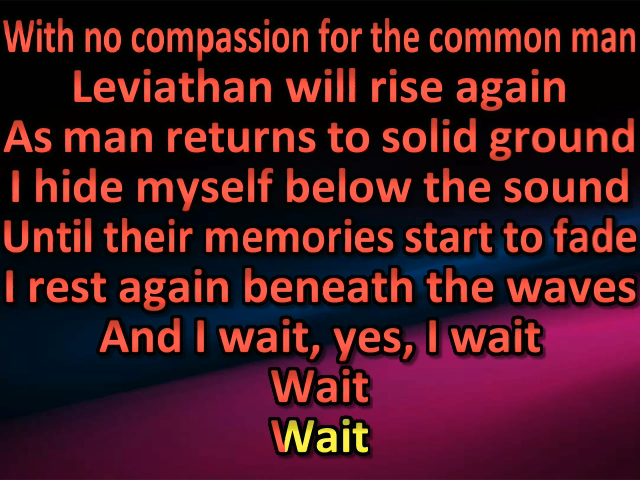 With no compassion for the common man
Leviathan will rise again
As man returns to solid ground
I hide myself below the sound
Until their memories start to fade
I rest again beneath the waves
And I wait, yes, I wait
Wait
Wait